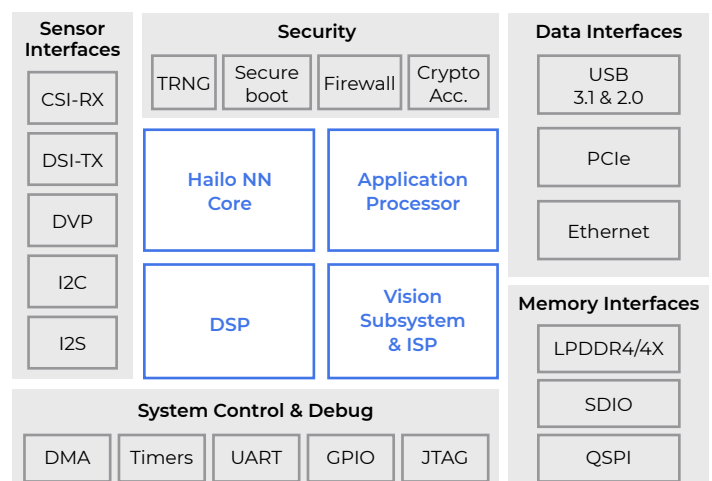 Sensor
Interfaces
CSI-RX
DSI-TX
DVP
I2C
I2S
Security
TRNG
Secure
boot
Firewall
Crypto
Acc.
Hailo NN
Core
Application
Processor
DSP
Vision
Subsystem
& ISP
Data Interfaces
USB
3.1 & 2.0
PCIe
Ethernet
Memory Interfaces
LPDDR4/4X
SDIO
QSPI
System Control & Debug
DMA
Timers
UART
GPIO
JTAG